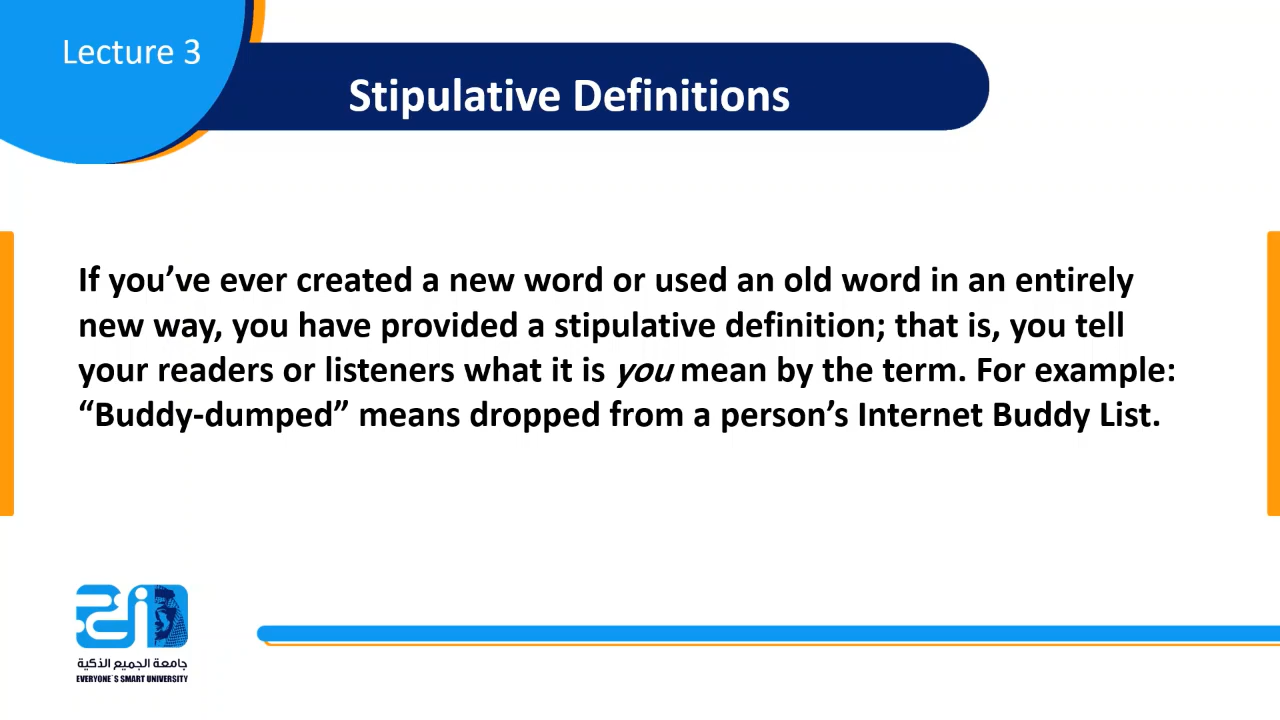 Lecture 3
Stipulative Definitions
If you’ve ever created a new word or used an old word in an entirely
new way, you have provided a stipulative definition; that is, you tell
your readers or listeners what it is you mean by the term. For example:
“Buddy-dumped” means dropped from a person’s Internet Buddy List.
جامعة الجميع الذكية
EVERYONE`S SMART UNIVERSITY